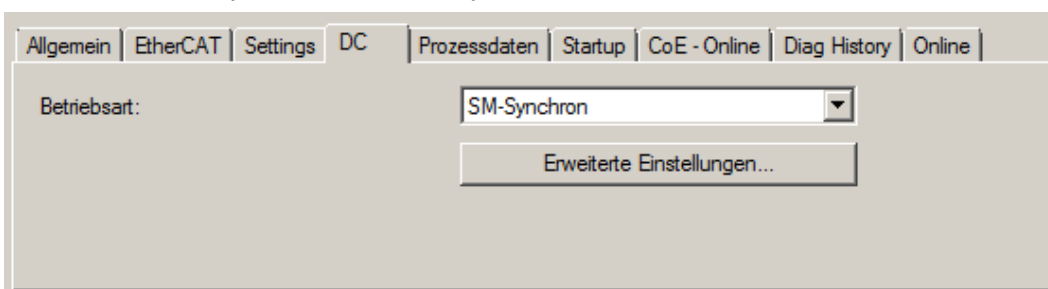 Allgemein EtherCAT Settings DC Prozessdaten Startup CoE - Online Diag History Online
Betriebsart: SM-Synchron
Erweiterte Einstellungen...